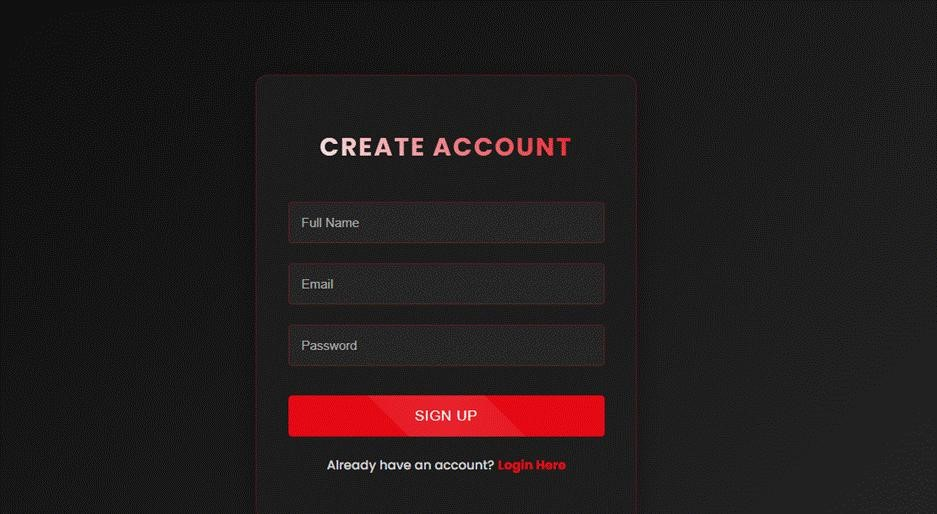 CREATE ACCOUNT
Full Name
Email
Password
SIGN UP
Already have an account? Login Here